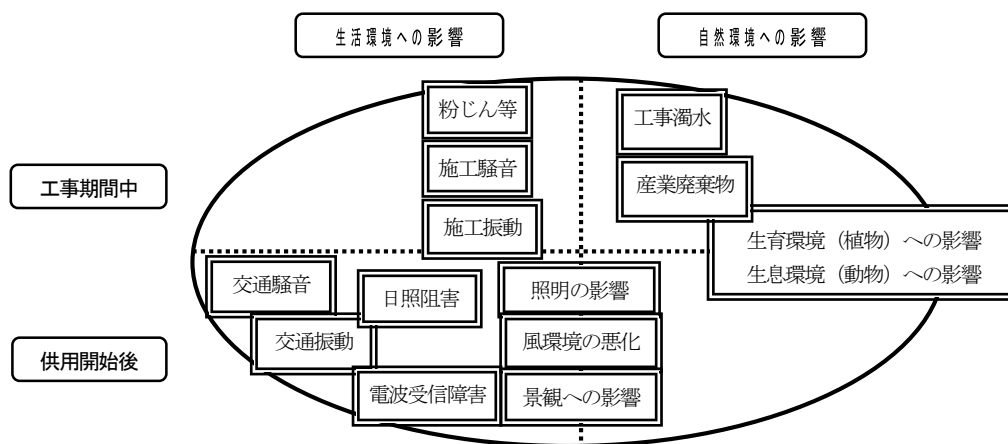 生活環境への影響
自然環境への影響
粉じん等
工事濁水
施工騒音
工事期間中
産業廃棄物
施工振動
生育環境（植物）への影響
生息環境（動物）への影響
交通騒音
日照阻害
照明の影響
供用開始後
交通振動
風環境の悪化
電波受信障害
景観への影響